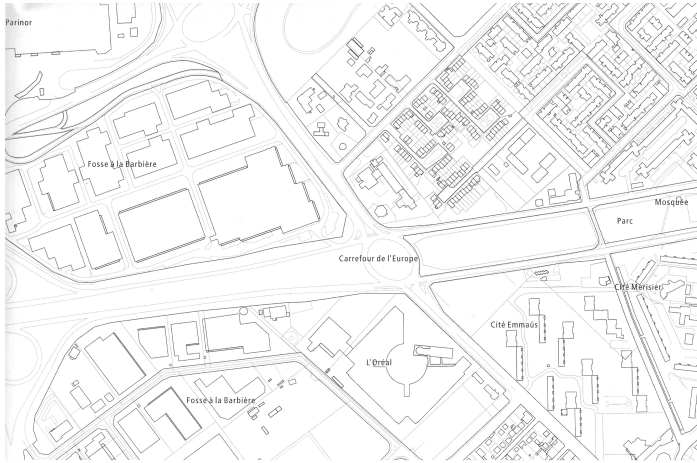 Parinor
Fosse à la Barbière
Mosquée
Parc
Carrefour de l'Europe
Cité Merisier
Cité Emmaüs
L'Oréal
Fosse à la Barbière